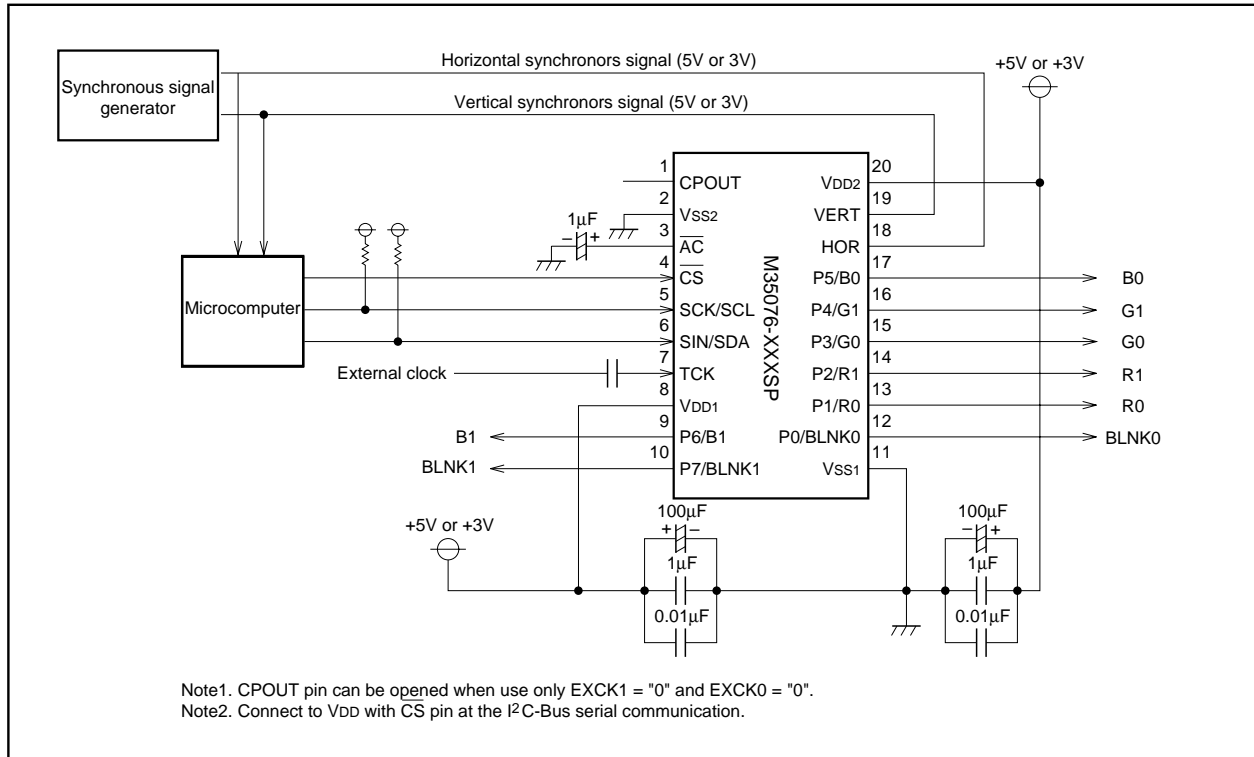 Horizontal synchronors signal (5V or 3V)
+5V or +3V
Synchronous signal
generator
Vertical synchronors signal (5V or 3V)
1
CPOUT
2
VSS2
3
AC
4
CS
5
SCK/SCL
6
SIN/SDA
7
TCK
8
VDD1
9
P6/B1
10
P7/BLNK1
M35076-XXXSP
20
VDD2
19
VERT
18
HOR
17
P5/B0
16
P4/G1
15
P3/G0
14
P2/R1
13
P1/R0
12
P0/BLNK0
11
VSS1
1μF
− +
Microcomputer
External clock
B1
BLNK1
B0
G1
G0
R1
R0
BLNK0
+5V or +3V
100μF
+ −
1μF
0.01μF
100μF
− +
1μF
0.01μF
Note1. CPOUT pin can be opened when use only EXCK1 = "0" and EXCK0 = "0".
Note2. Connect to VDD with CS pin at the I²C-Bus serial communication.